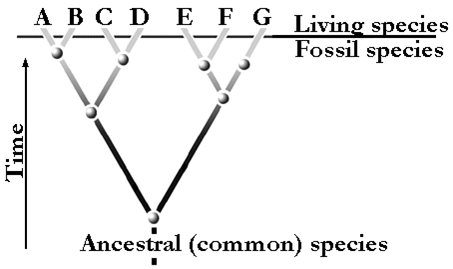 A B C D E F G
Living species
Fossil species
Time
Ancestral (common) species